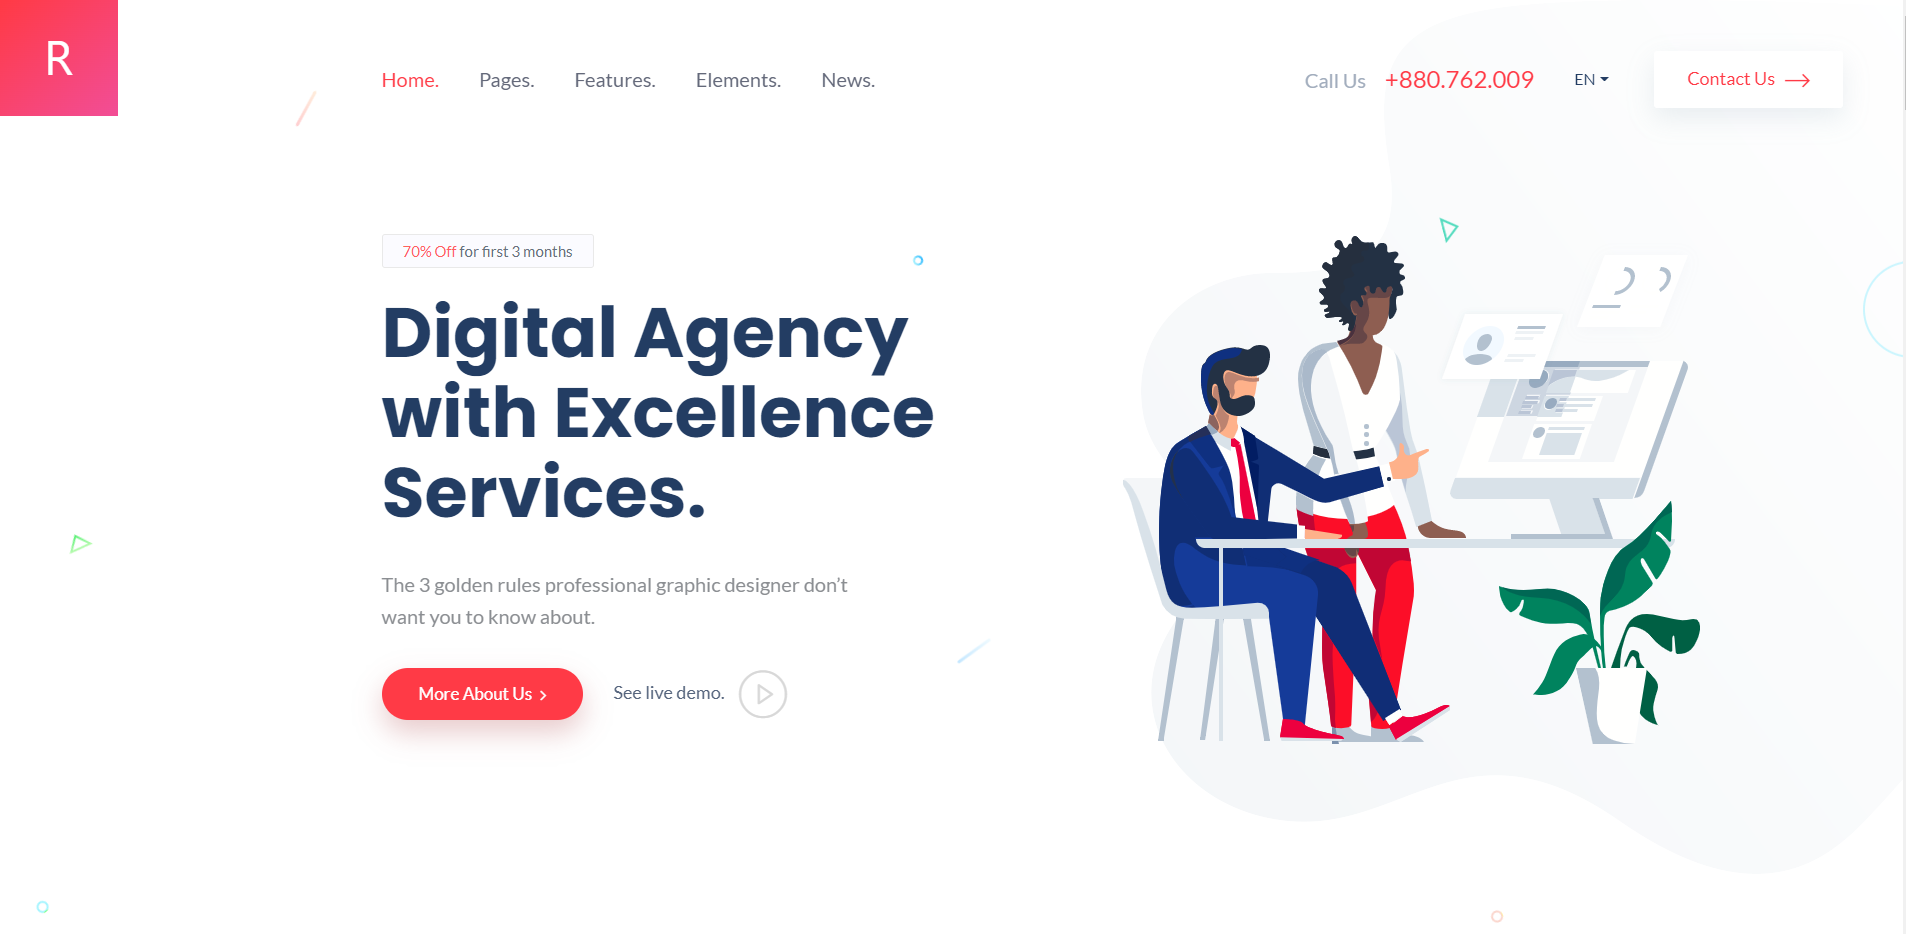 R
Home. Pages. Features. Elements. News. Call Us +880.762.009 EN Contact Us
70% Off for first 3 months
Digital Agency
with Excellence
Services.
The 3 golden rules professional graphic designer don’t
want you to know about.
More About Us See live demo.